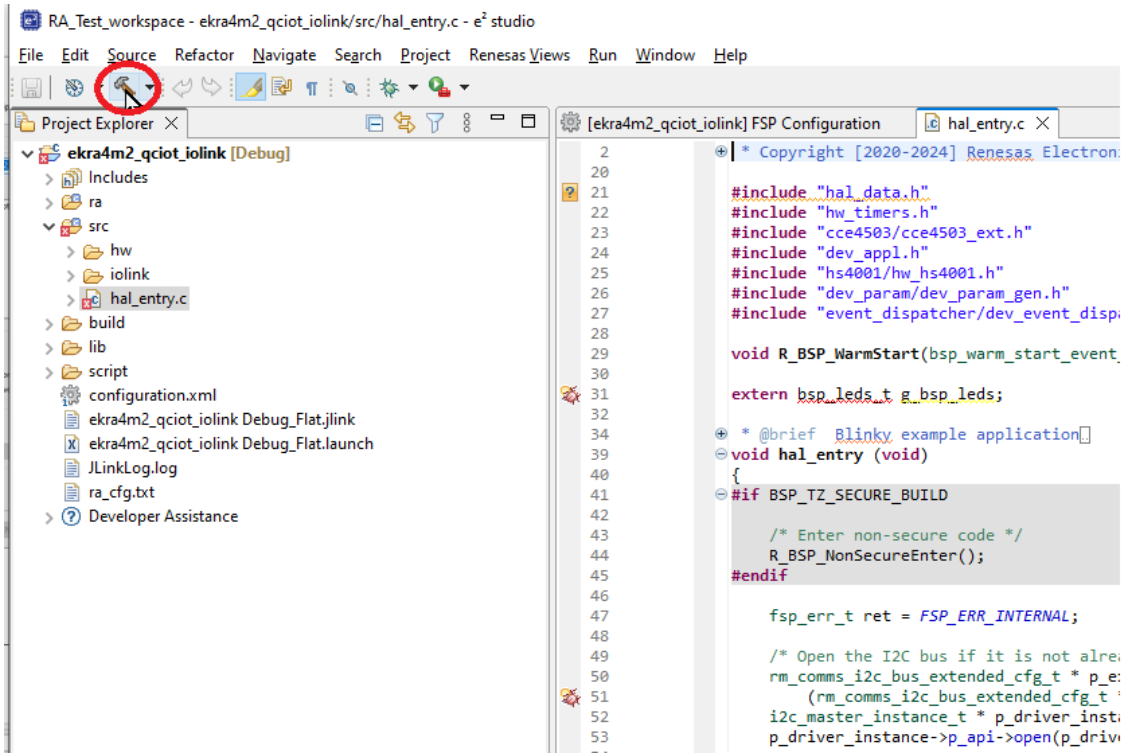 RA_Test_workspace - ekra4m2_qciot_iolink/src/hal_entry.c - e² studio
File Edit Source Refactor Navigate Search Project Renesas Views Run Window Help
Project Explorer
[ekra4m2_qciot_iolink] FSP Configuration
hal_entry.c
ekra4m2_qciot_iolink [Debug]
Includes
ra
src
hw
iolink
hal_entry.c
build
lib
script
configuration.xml
ekra4m2_qciot_iolink Debug_Flat.jlink
ekra4m2_qciot_iolink Debug_Flat.launch
JLinkLog.log
ra_cfg.txt
Developer Assistance
2 * Copyright [2020-2024] Renesas Electroni
20
21 #include "hal_data.h"
22 #include "hw_timers.h"
23 #include "cce4503/cce4503_ext.h"
24 #include "dev_appl.h"
25 #include "hs4001/hw_hs4001.h"
26 #include "dev_param/dev_param_gen.h"
27 #include "event_dispatcher/dev_event_dispa
28
29 void R_BSP_WarmStart(bsp_warm_start_event_
30
31 extern bsp_leds_t g_bsp_leds;
32
34 * @brief Blinky example application..
39 void hal_entry (void)
40 {
41 #if BSP_TZ_SECURE_BUILD
42
43 /* Enter non-secure code */
44 R_BSP_NonSecureEnter();
45 #endif
46
47 fsp_err_t ret = FSP_ERR_INTERNAL;
48
49 /* Open the I2C bus if it is not alrea
50 rm_comms_i2c_bus_extended_cfg_t * p_ex
51 (rm_comms_i2c_bus_extended_cfg_t *
52 i2c_master_instance_t * p_driver_insta
53 p_driver_instance->p_api->open(p_drive